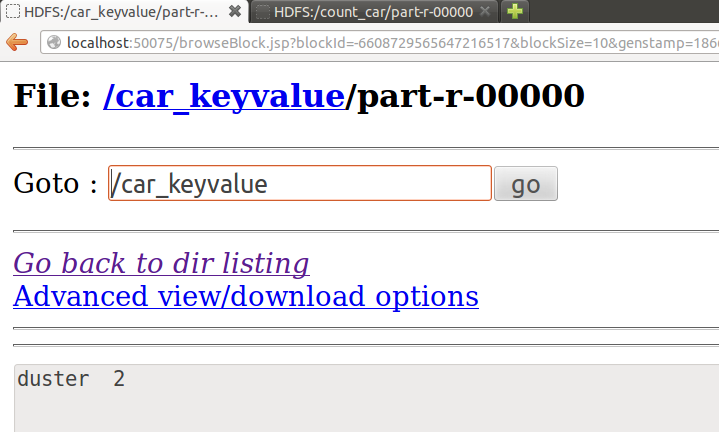 HDFS:/car_keyvalue/part-r-... HDFS:/count_car/part-r-00000
localhost:50075/browseBlock.jsp?blockId=-6608729565647216517&blockSize=10&genstamp=186
File: /car_keyvalue/part-r-00000
Goto : /car_keyvalue go
Go back to dir listing
Advanced view/download options
duster 2